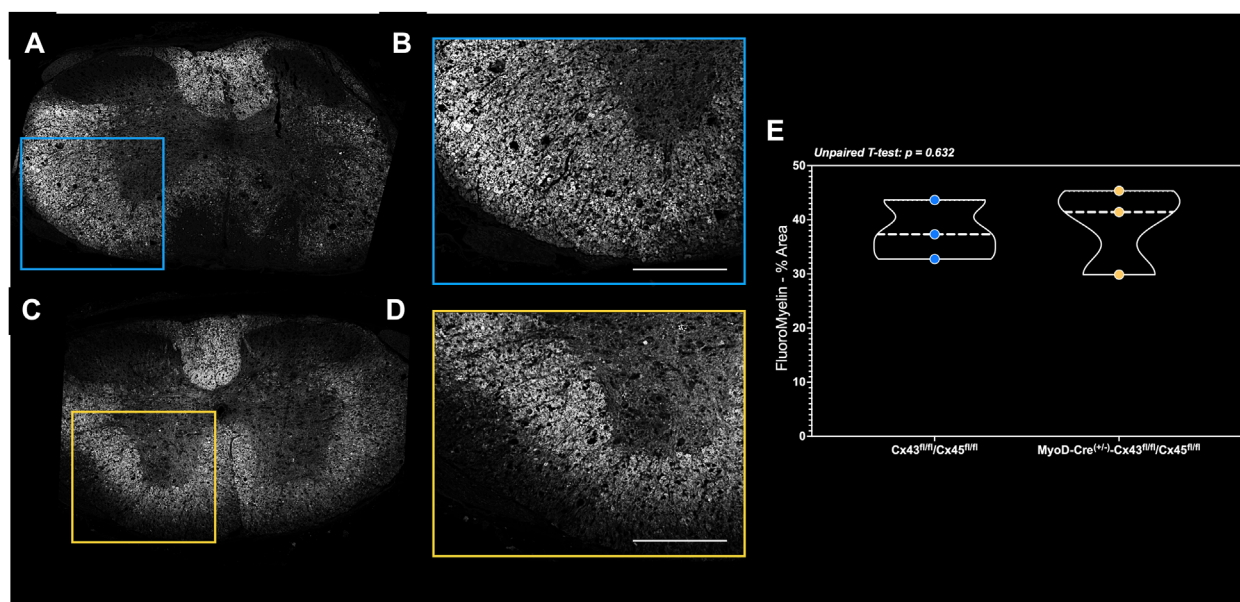 A
B
C
D
E
Unpaired T-test: p = 0.632
FluoroMyelin - % Area
50
40
30
20
10
0
Cx43fl/fl/Cx45fl/fl
MyoD-Cre(+/-)-Cx43fl/fl/Cx45fl/fl